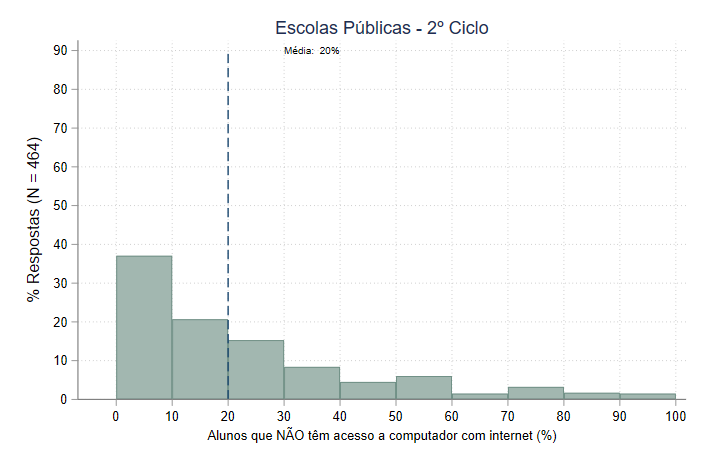 Escolas Públicas - 2º Ciclo
Média: 20%
% Respostas (N = 464)
90
80
70
60
50
40
30
20
10
0
0 10 20 30 40 50 60 70 80 90 100
Alunos que NÃO têm acesso a computador com internet (%)